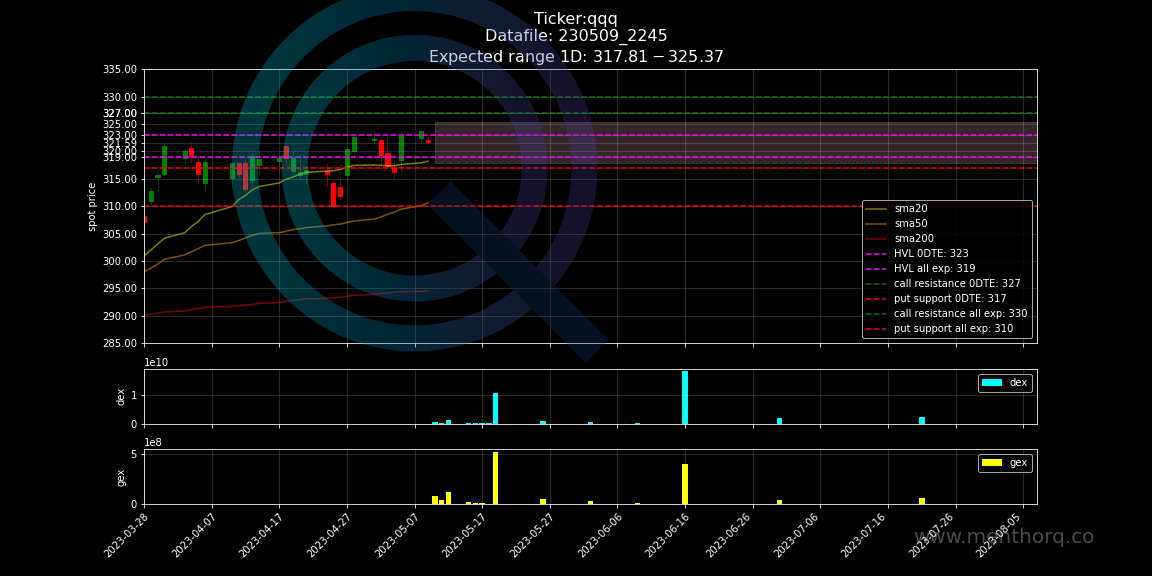 Ticker:qqq
Datafile: 230509_2245
Expected range 1D: 317.81 − 325.37
335.00
330.00
327.00
325.00
323.00
321.59
320.00
319.00
315.00
310.00
305.00
300.00
295.00
290.00
285.00
spot price
sma20
sma50
sma200
HVL 0DTE: 323
HVL all exp: 319
call resistance 0DTE: 327
put support 0DTE: 317
call resistance all exp: 330
put support all exp: 310
1e10
1
0
dex
dex
1e8
5
0
gex
gex
2023-03-28
2023-04-07
2023-04-17
2023-04-27
2023-05-07
2023-05-17
2023-05-27
2023-06-06
2023-06-16
2023-06-26
2023-07-06
2023-07-16
2023-07-26
2023-08-05
www.menthorq.co